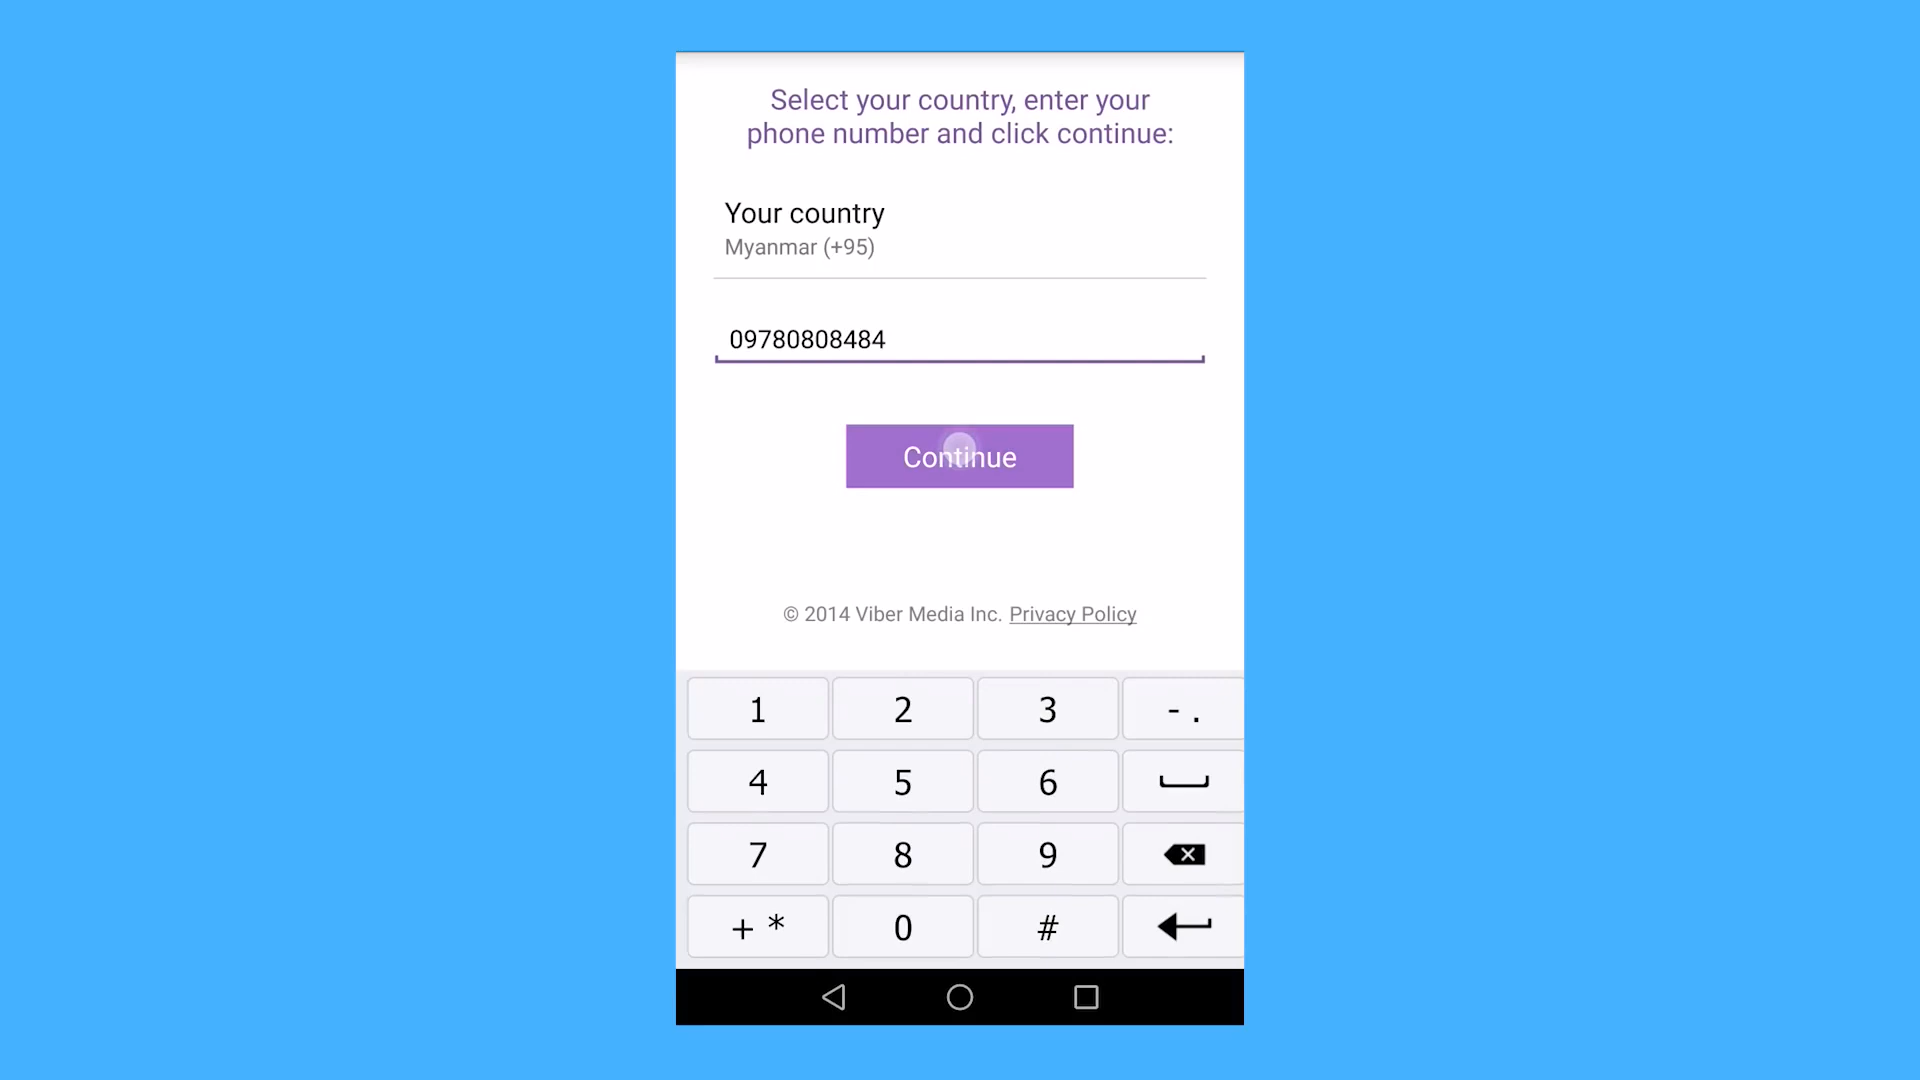 Select your country, enter your
phone number and click continue:
Your country
Myanmar (+95)
09780808484
Continue
© 2014 Viber Media Inc. Privacy Policy
1 2 3 - .
4 5 6
7 8 9
+ * 0 #